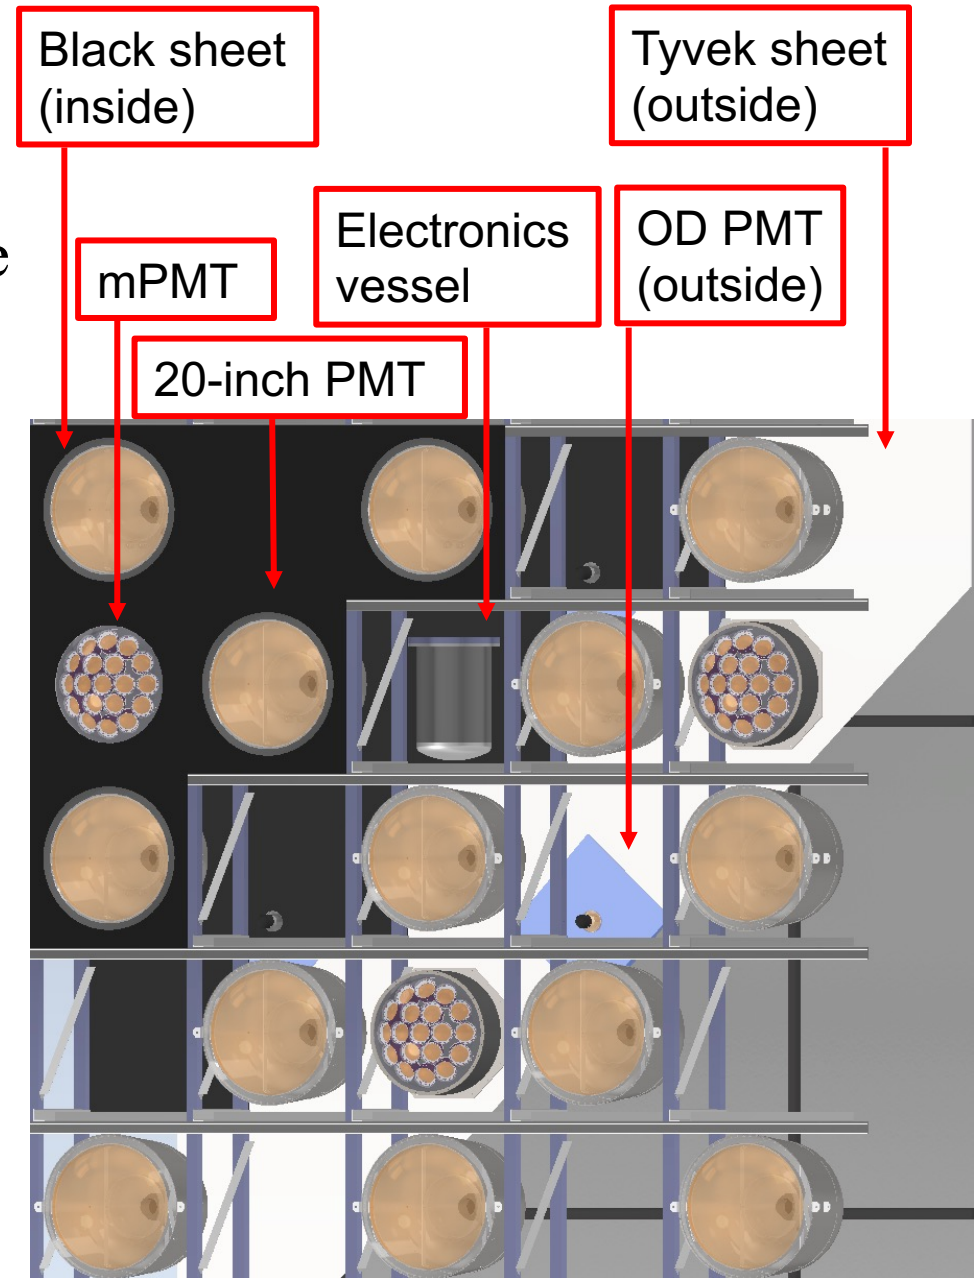 Black sheet
(inside)
Tyvek sheet
(outside)
Electronics
vessel
OD PMT
(outside)
e
mPMT
20-inch PMT